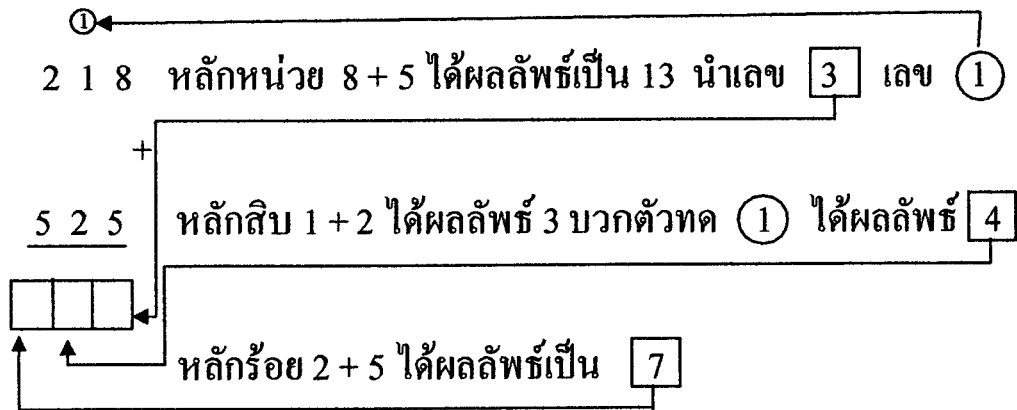 ①
2 1 8 หลักหน่วย 8 + 5 ได้ผลลัพธ์เป็น 13 นำเลข 3 เลข 1
+
5 2 5 หลักสิบ 1 + 2 ได้ผลลัพธ์ 3 บวกตัวทด 1 ได้ผลลัพธ์ 4
หลักร้อย 2 + 5 ได้ผลลัพธ์เป็น 7